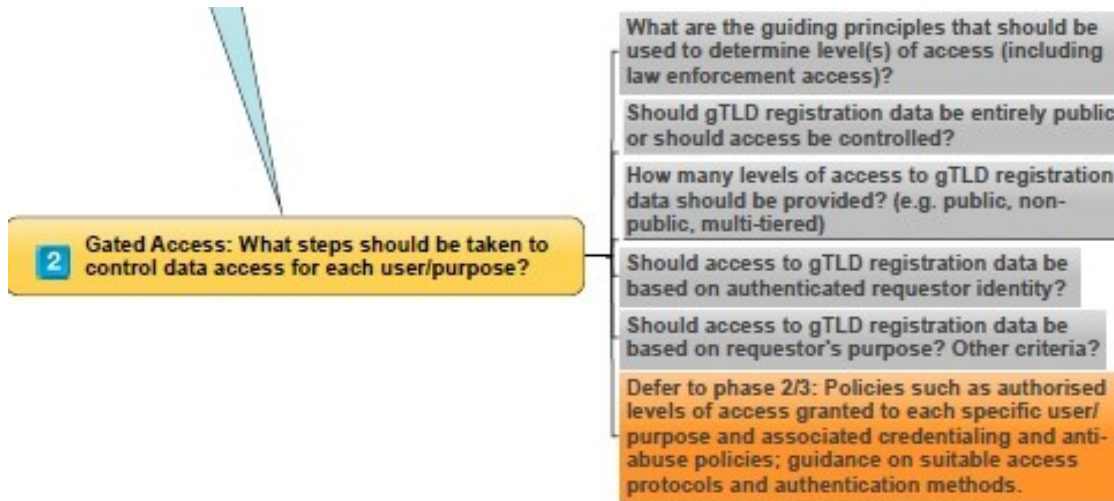 What are the guiding principles that should be
used to determine level(s) of access (including
law enforcement access)?
Should gTLD registration data be entirely public
or should access be controlled?
How many levels of access to gTLD registration
data should be provided? (e.g. public, non-
public, multi-tiered)
2
Gated Access: What steps should be taken to
control data access for each user/purpose?
Should access to gTLD registration data be
based on authenticated requestor identity?
Should access to gTLD registration data be
based on requestor's purpose? Other criteria?
Defer to phase 2/3: Policies such as authorised
levels of access granted to each specific user/
purpose and associated credentialing and anti-
abuse policies; guidance on suitable access
protocols and authentication methods.